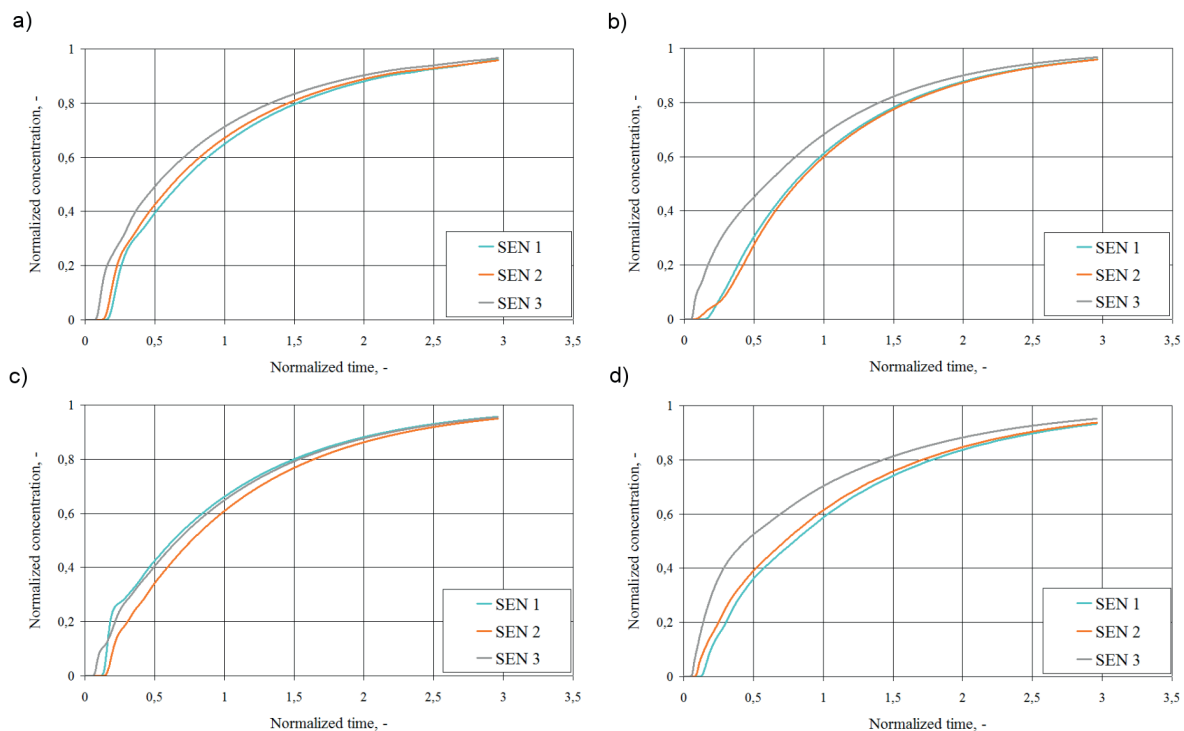 a)
1
0,8
0,6
0,4
0,2
0
0
0,5
1
1,5
2
2,5
3
3,5
Normalized concentration, -
Normalized time, -
SEN 1
SEN 2
SEN 3
b)
1
0,8
0,6
0,4
0,2
0
0
0,5
1
1,5
2
2,5
3
3,5
Normalized concentration, -
Normalized time, -
SEN 1
SEN 2
SEN 3
c)
1
0,8
0,6
0,4
0,2
0
0
0,5
1
1,5
2
2,5
3
3,5
Normalized concentration, -
Normalized time, -
SEN 1
SEN 2
SEN 3
d)
1
0,8
0,6
0,4
0,2
0
0
0,5
1
1,5
2
2,5
3
3,5
Normalized concentration, -
Normalized time, -
SEN 1
SEN 2
SEN 3